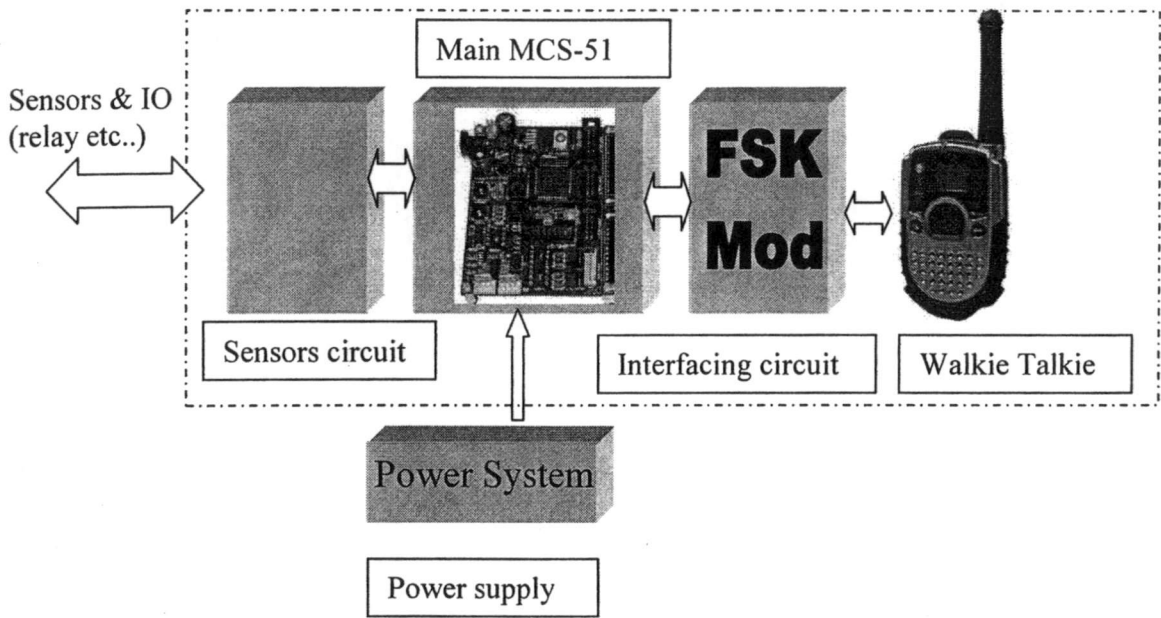 Main MCS-51
Sensors & IO
(relay etc..)
FSK
Mod
Sensors circuit
Interfacing circuit
Walkie Talkie
Power System
Power supply